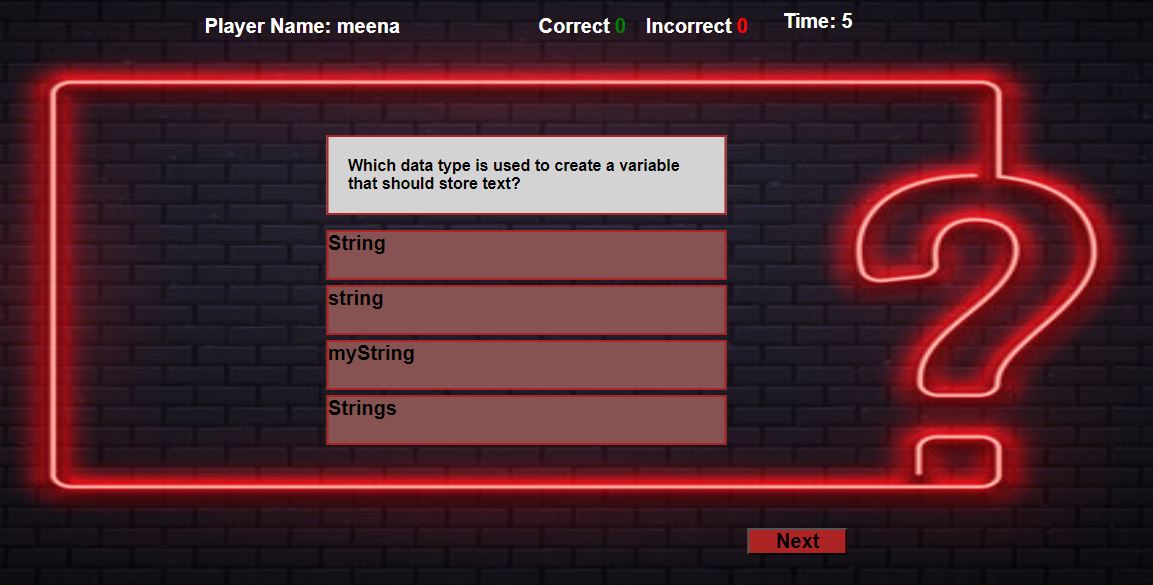 Player Name: meena Correct 0 Incorrect 0 Time: 5
Which data type is used to create a variable
that should store text?
String
string
myString
Strings
Next